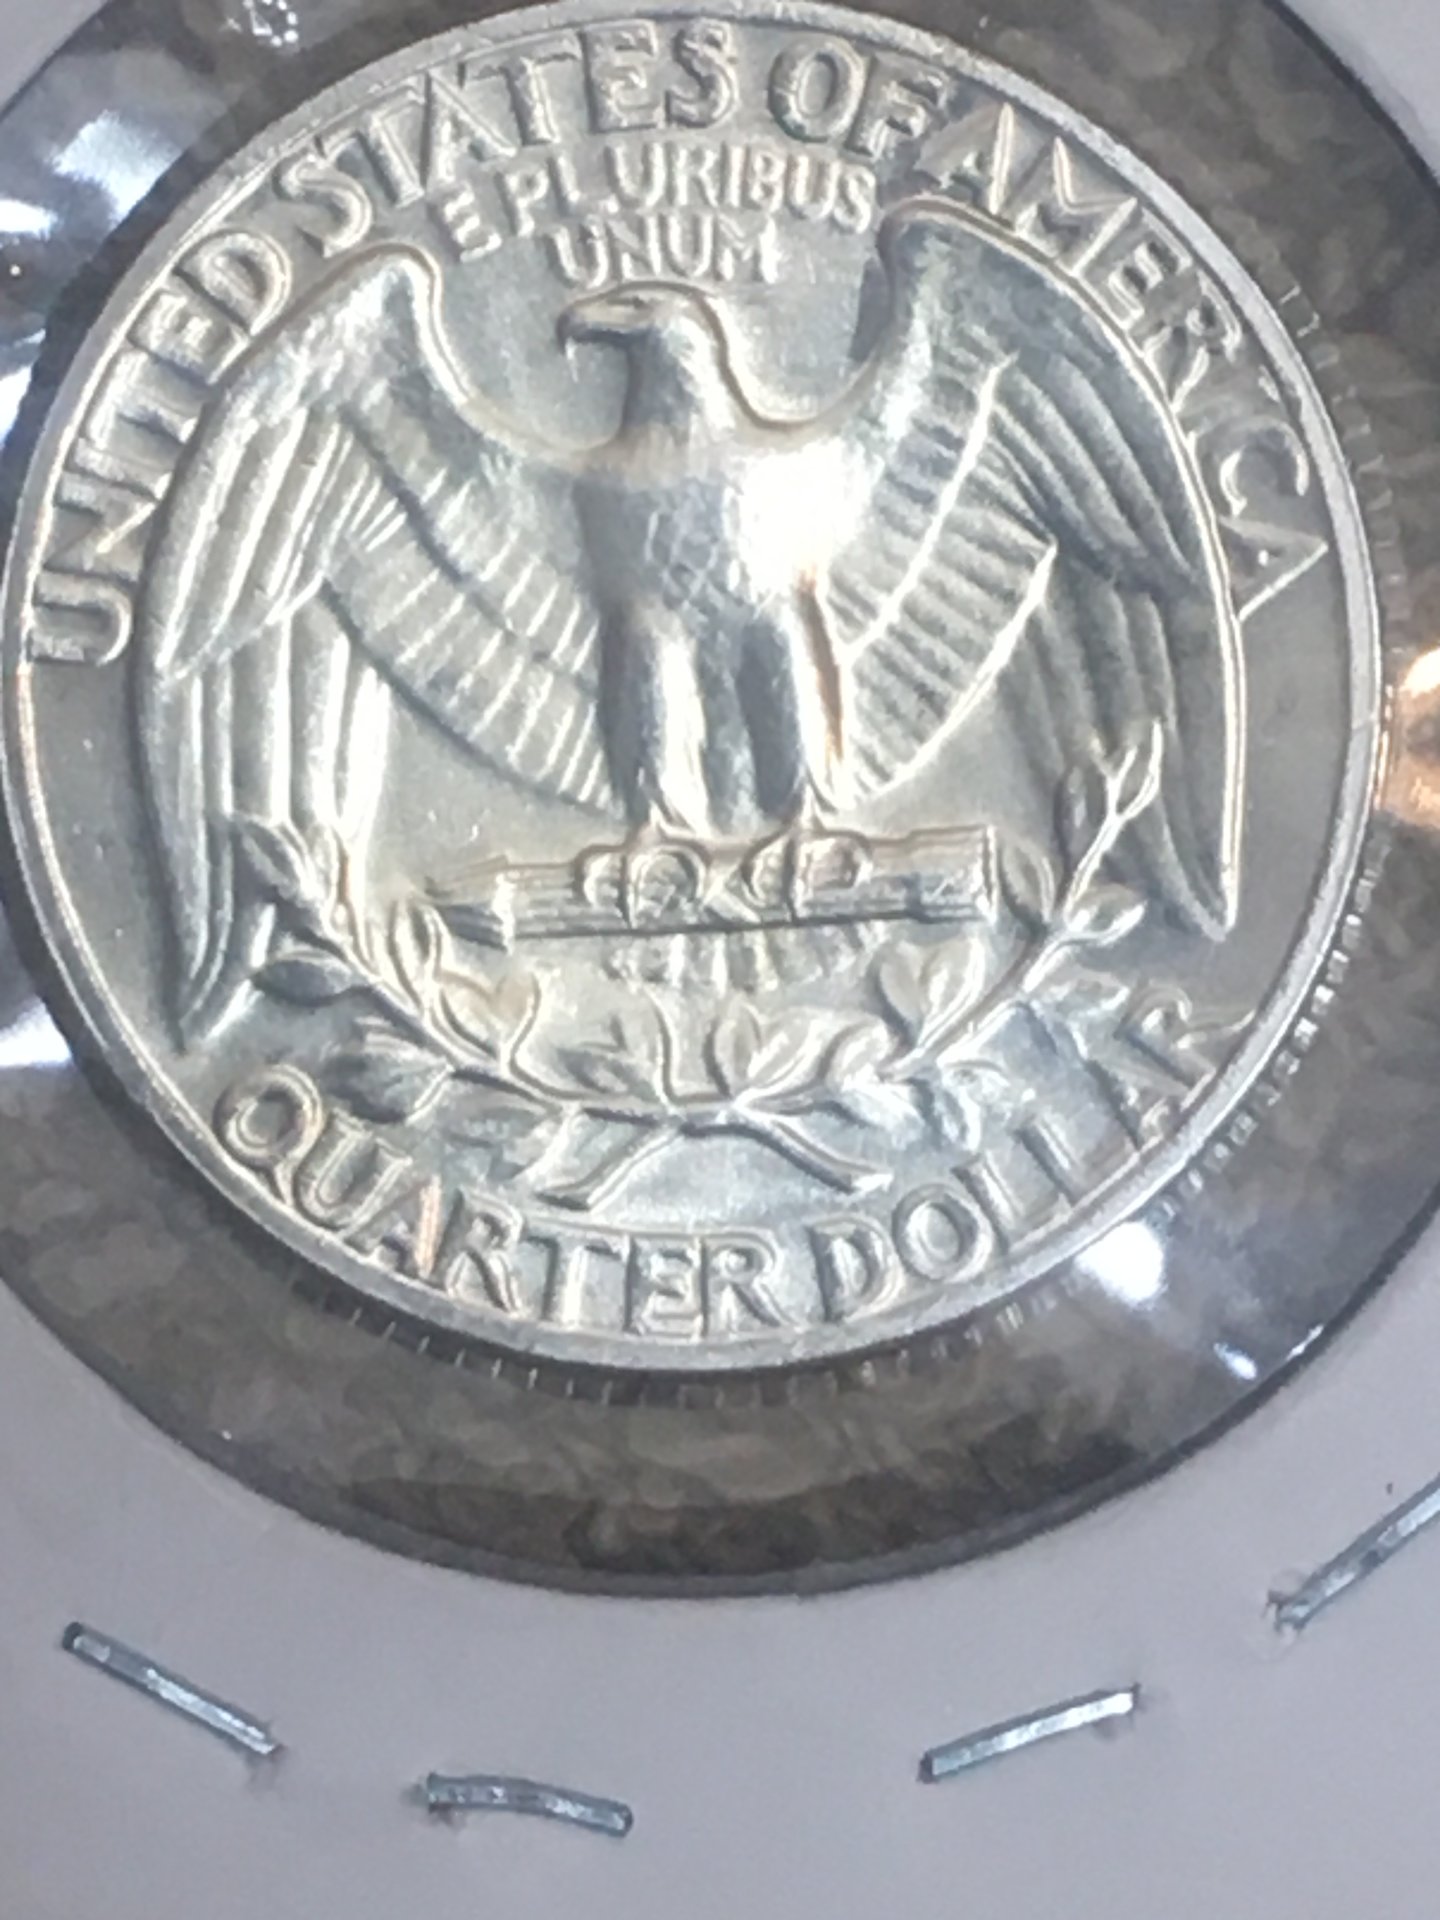 UNITED STATES OF AMERICA
E PLURIBUS
UNUM
QUARTER DOLLAR